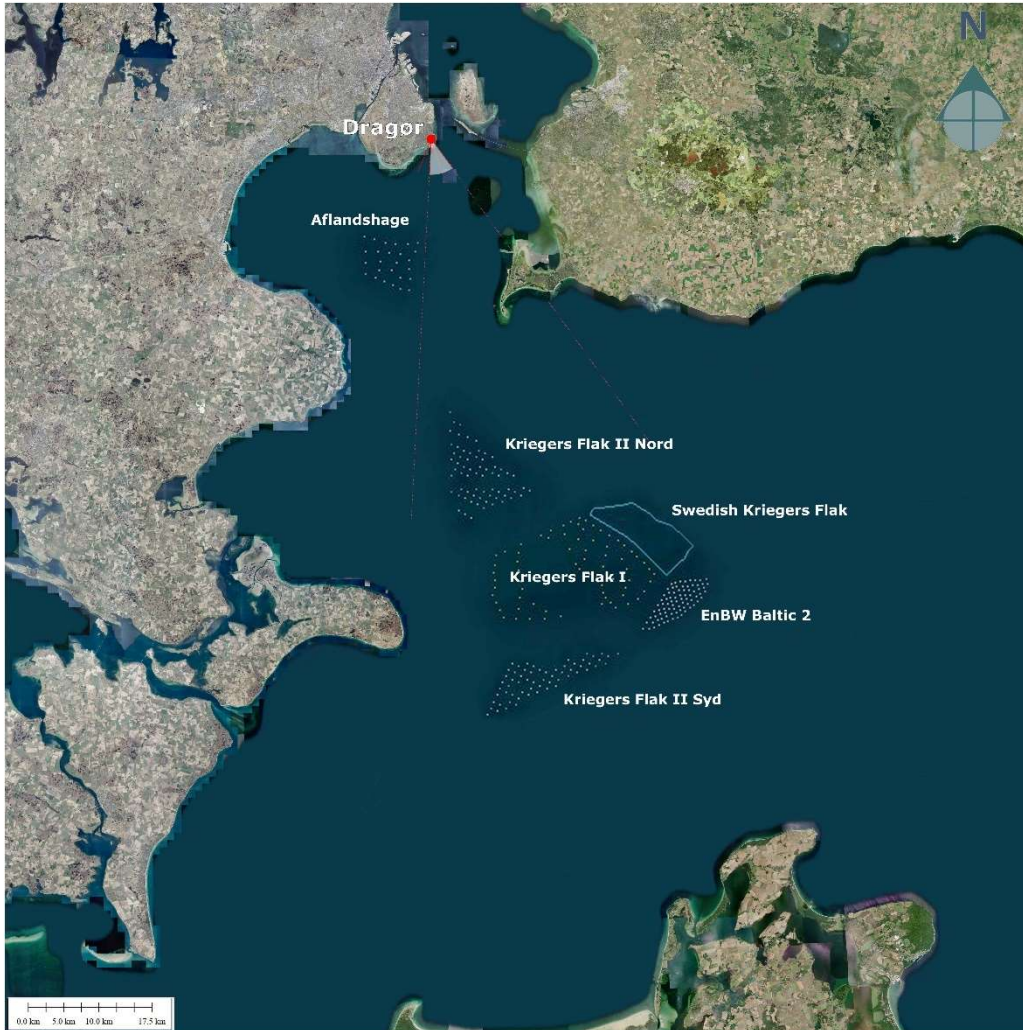 N
Dragør
Aflandshage
Kriegers Flak II Nord
Swedish Kriegers Flak
Kriegers Flak I
EnBW Baltic 2
Kriegers Flak II Syd
0.0 km 5.0 km 10.0 km 17.5 km